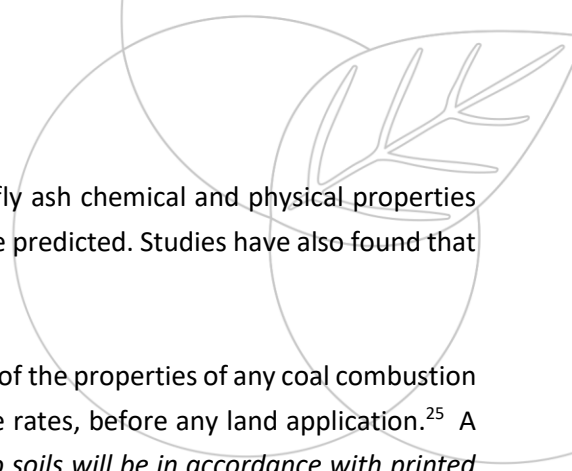 fly ash chemical and physical properties
predicted. Studies have also found that
of the properties of any coal combustion
rates, before any land application.25 A
soils will be in accordance with printed